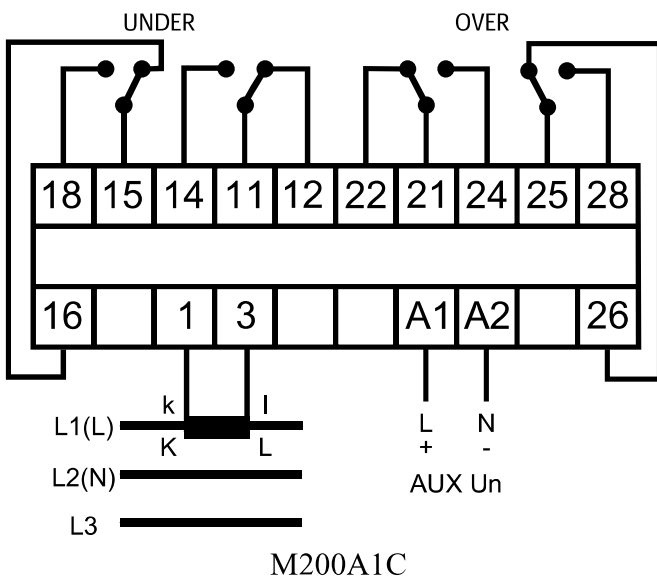 UNDER OVER
18 15 14 11 12 22 21 24 25 28
16 1 3 A1 A2 26
k l L N
L1(L)
K L + -
L2(N) AUX Un
L3
M200A1C